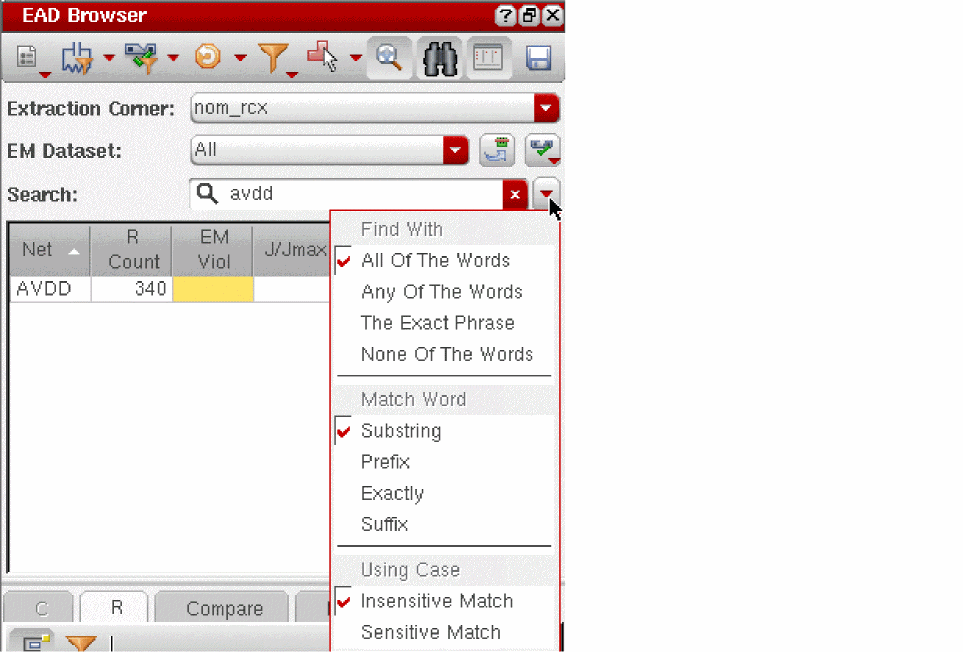 EAD Browser
Extraction Corner: nom_rcx
EM Dataset: All
Search: avdd
Net R Count EM Viol J/Jmax
AVDD 340
Find With
All Of The Words
Any Of The Words
The Exact Phrase
None Of The Words
Match Word
Substring
Prefix
Exactly
Suffix
Using Case
Insensitive Match
Sensitive Match
C R Compare